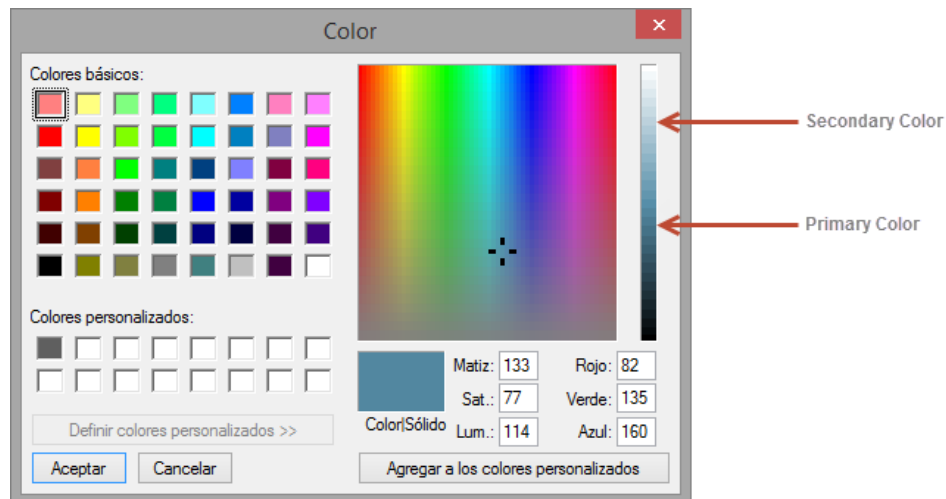 Color
Colores básicos:
Secondary Color
Primary Color
Colores personalizados:
Matiz: 133 Rojo: 82
Sat.: 77 Verde: 135
Color|Sólido Lum.: 114 Azul: 160
Definir colores personalizados >>
Aceptar Cancelar Agregar a los colores personalizados